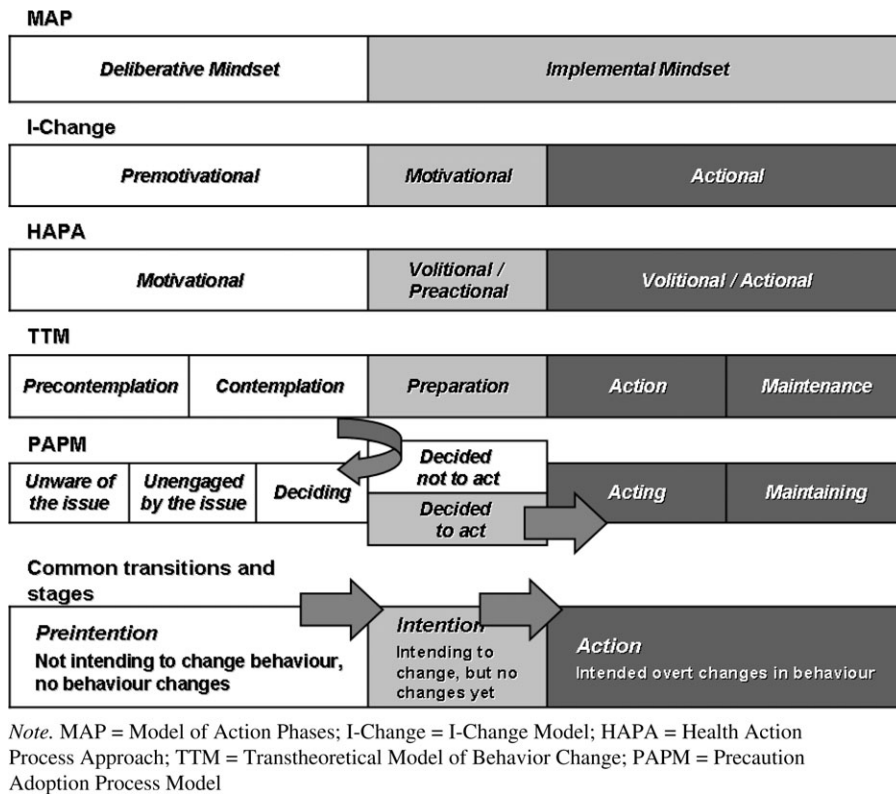 MAP
Deliberative Mindset
Implemental Mindset
I-Change
Premotivational
Motivational
Actional
HAPA
Motivational
Volitional /
Preactional
Volitional / Actional
TTM
Precontemplation
Contemplation
Preparation
Action
Maintenance
PAPM
Unware of
the issue
Unengaged
by the issue
Deciding
Decided
not to act
Decided
to act
Acting
Maintaining
Common transitions and
stages
Preintention
Not intending to change behaviour,
no behaviour changes
Intention
Intending to
change, but no
changes yet
Action
Intended overt changes in behaviour
Note. MAP = Model of Action Phases; I-Change = I-Change Model; HAPA = Health Action
Process Approach; TTM = Transtheoretical Model of Behavior Change; PAPM = Precaution
Adoption Process Model